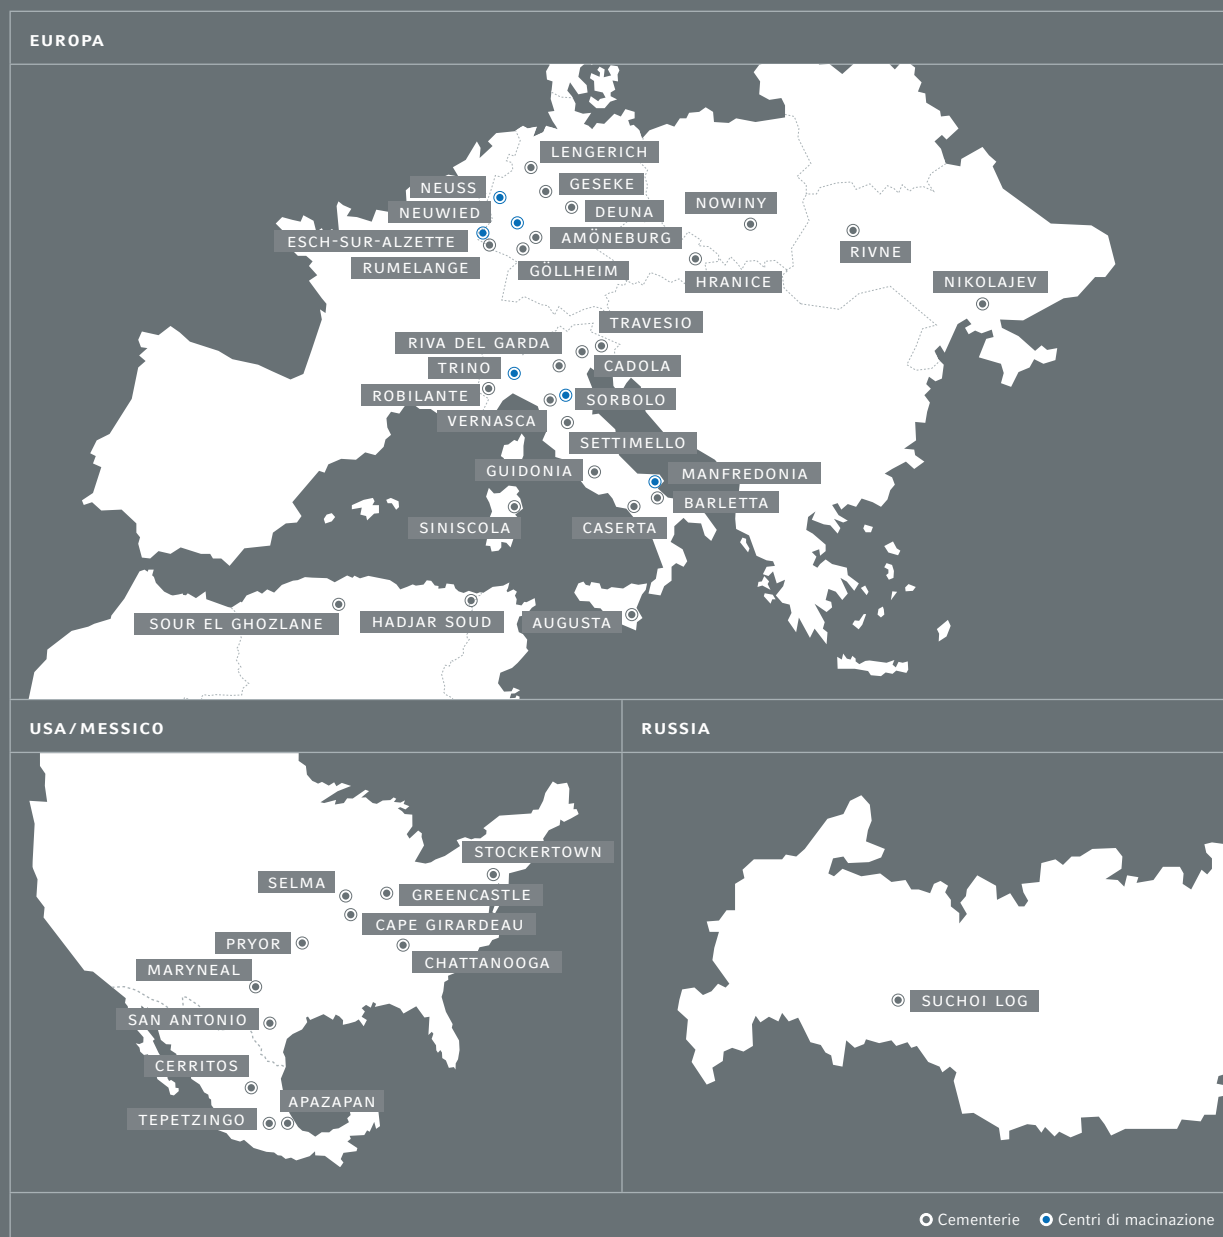 EUROPA
LENGERICH
GESEKE
NEUSS
DEUNA
NOWINY
NEUWIED
AMÖNEBURG
ESCH-SUR-ALZETTE
RIVNE
RUMELANGE
GÖLLHEIM
HRANICE
NIKOLAJEV
TRAVESIO
RIVA DEL GARDA
TRINO
CADOLA
ROBILANTE
SORBOLO
VERNASCA
SETTIMELLO
GUIDONIA
MANFREDONIA
BARLETTA
SINISCOLA
CASERTA
SOUR EL GHOZLANE
HADJAR SOUD
AUGUSTA
USA/MESSICO
STOCKERTOWN
SELMA
GREENCASTLE
CAPE GIRARDEAU
PRYOR
CHATTANOOGA
MARYNEAL
SAN ANTONIO
CERRITOS
APAZAPAN
TEPETZINGO
RUSSIA
SUCHOI LOG
Cementerie
Centri di macinazione